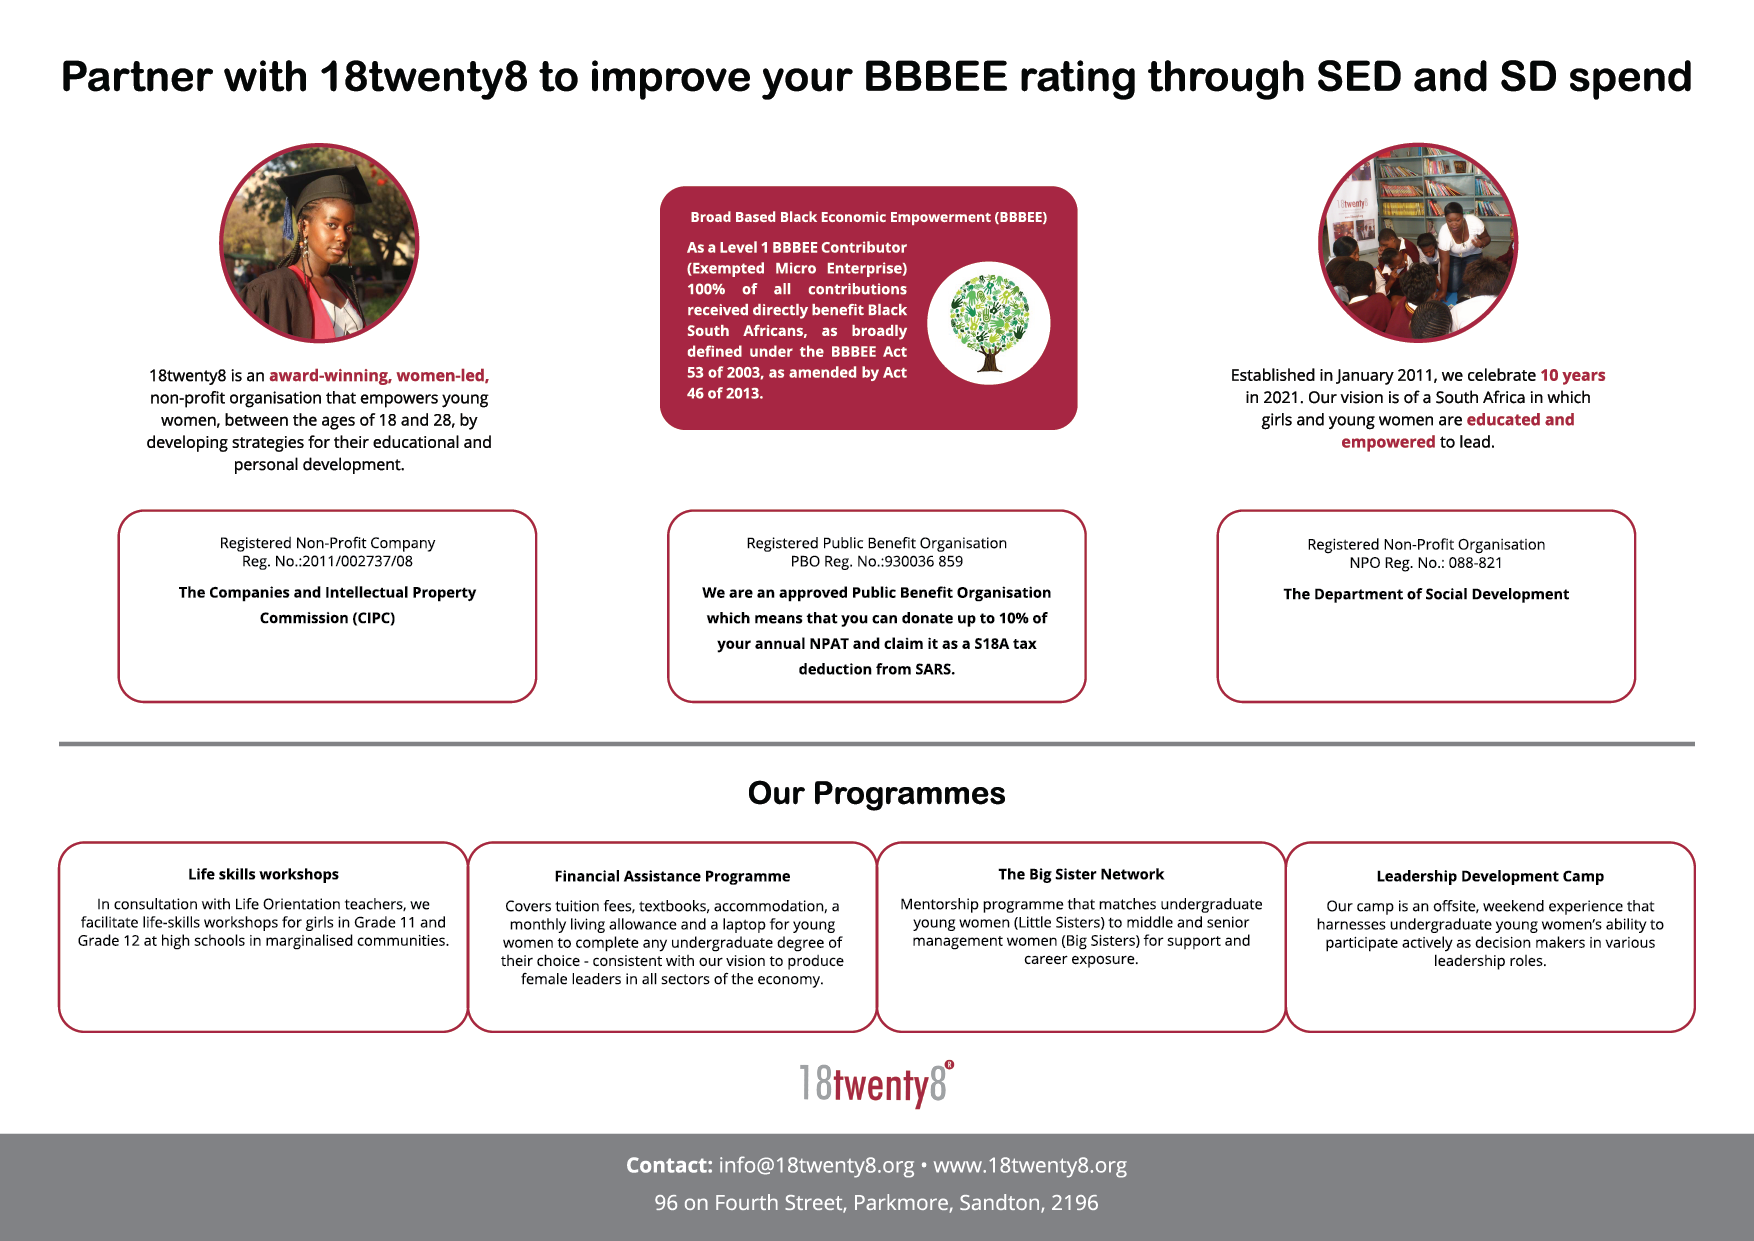 Partner with 18twenty8 to improve your BBBEE rating through SED and SD spend
18twenty8 is an award-winning, women-led,
non-profit organisation that empowers young
women, between the ages of 18 and 28, by
developing strategies for their educational and
personal development.
Broad Based Black Economic Empowerment (BBBEE)
As a Level 1 BBBEE Contributor
(Exempted Micro Enterprise)
100% of all contributions
received directly benefit Black
South Africans, as broadly
defined under the BBBEE Act
53 of 2003, as amended by Act
46 of 2013.
18twenty8
Established in January 2011, we celebrate 10 years
in 2021. Our vision is of a South Africa in which
girls and young women are educated and
empowered to lead.
Registered Non-Profit Company
Reg. No.:2011/002737/08
The Companies and Intellectual Property
Commission (CIPC)
Registered Public Benefit Organisation
PBO Reg. No.:930036 859
We are an approved Public Benefit Organisation
which means that you can donate up to 10% of
your annual NPAT and claim it as a S18A tax
deduction from SARS.
Registered Non-Profit Organisation
NPO Reg. No.: 088-821
The Department of Social Development
Our Programmes
Life skills workshops
In consultation with Life Orientation teachers, we
facilitate life-skills workshops for girls in Grade 11 and
Grade 12 at high schools in marginalised communities.
Financial Assistance Programme
Covers tuition fees, textbooks, accommodation, a
monthly living allowance and a laptop for young
women to complete any undergraduate degree of
their choice - consistent with our vision to produce
female leaders in all sectors of the economy.
The Big Sister Network
Mentorship programme that matches undergraduate
young women (Little Sisters) to middle and senior
management women (Big Sisters) for support and
career exposure.
Leadership Development Camp
Our camp is an offsite, weekend experience that
harnesses undergraduate young women's ability to
participate actively as decision makers in various
leadership roles.
18twenty8
Contact: info@18twenty8.org • www.18twenty8.org
96 on Fourth Street, Parkmore, Sandton, 2196